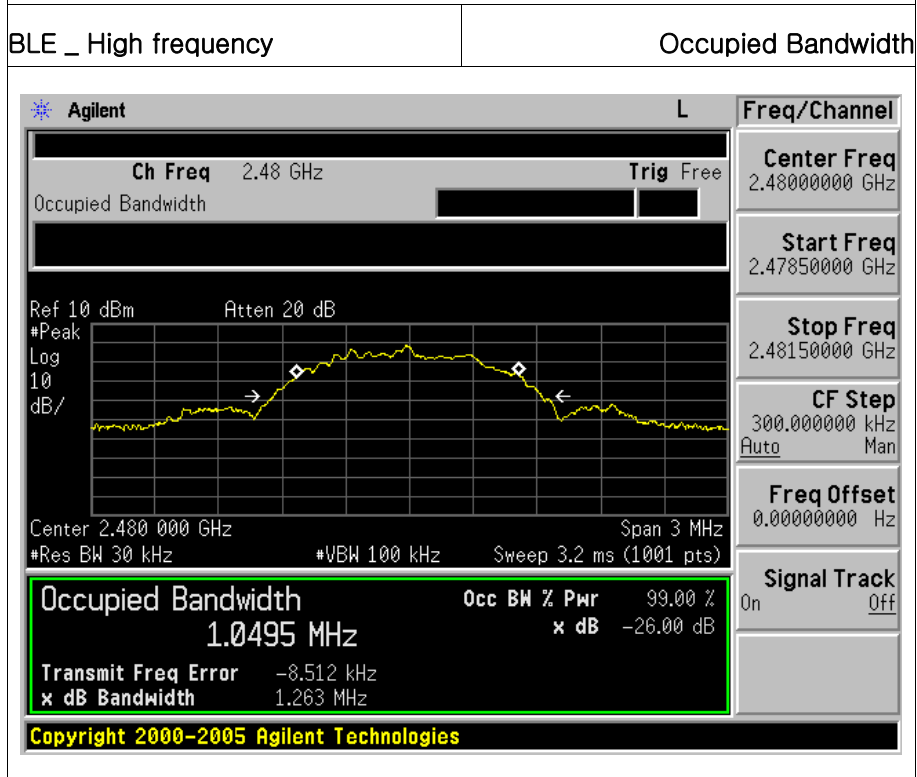 BLE _ High frequency Occupied Bandwidth
Agilent L Freq/Channel
Ch Freq 2.48 GHz Trig Free
Occupied Bandwidth
Center Freq
2.48000000 GHz
Start Freq
2.47850000 GHz
Stop Freq
2.48150000 GHz
CF Step
300.000000 kHz
Auto Man
Freq Offset
0.00000000 Hz
Signal Track
On Off
Ref 10 dBm Atten 20 dB
#Peak
Log
10
dB/
Center 2.480 000 GHz Span 3 MHz
#Res BW 30 kHz #VBW 100 kHz Sweep 3.2 ms (1001 pts)
Occupied Bandwidth Occ BW % Pwr 99.00 %
1.0495 MHz x dB -26.00 dB
Transmit Freq Error -8.512 kHz
x dB Bandwidth 1.263 MHz
Copyright 2000-2005 Agilent Technologies